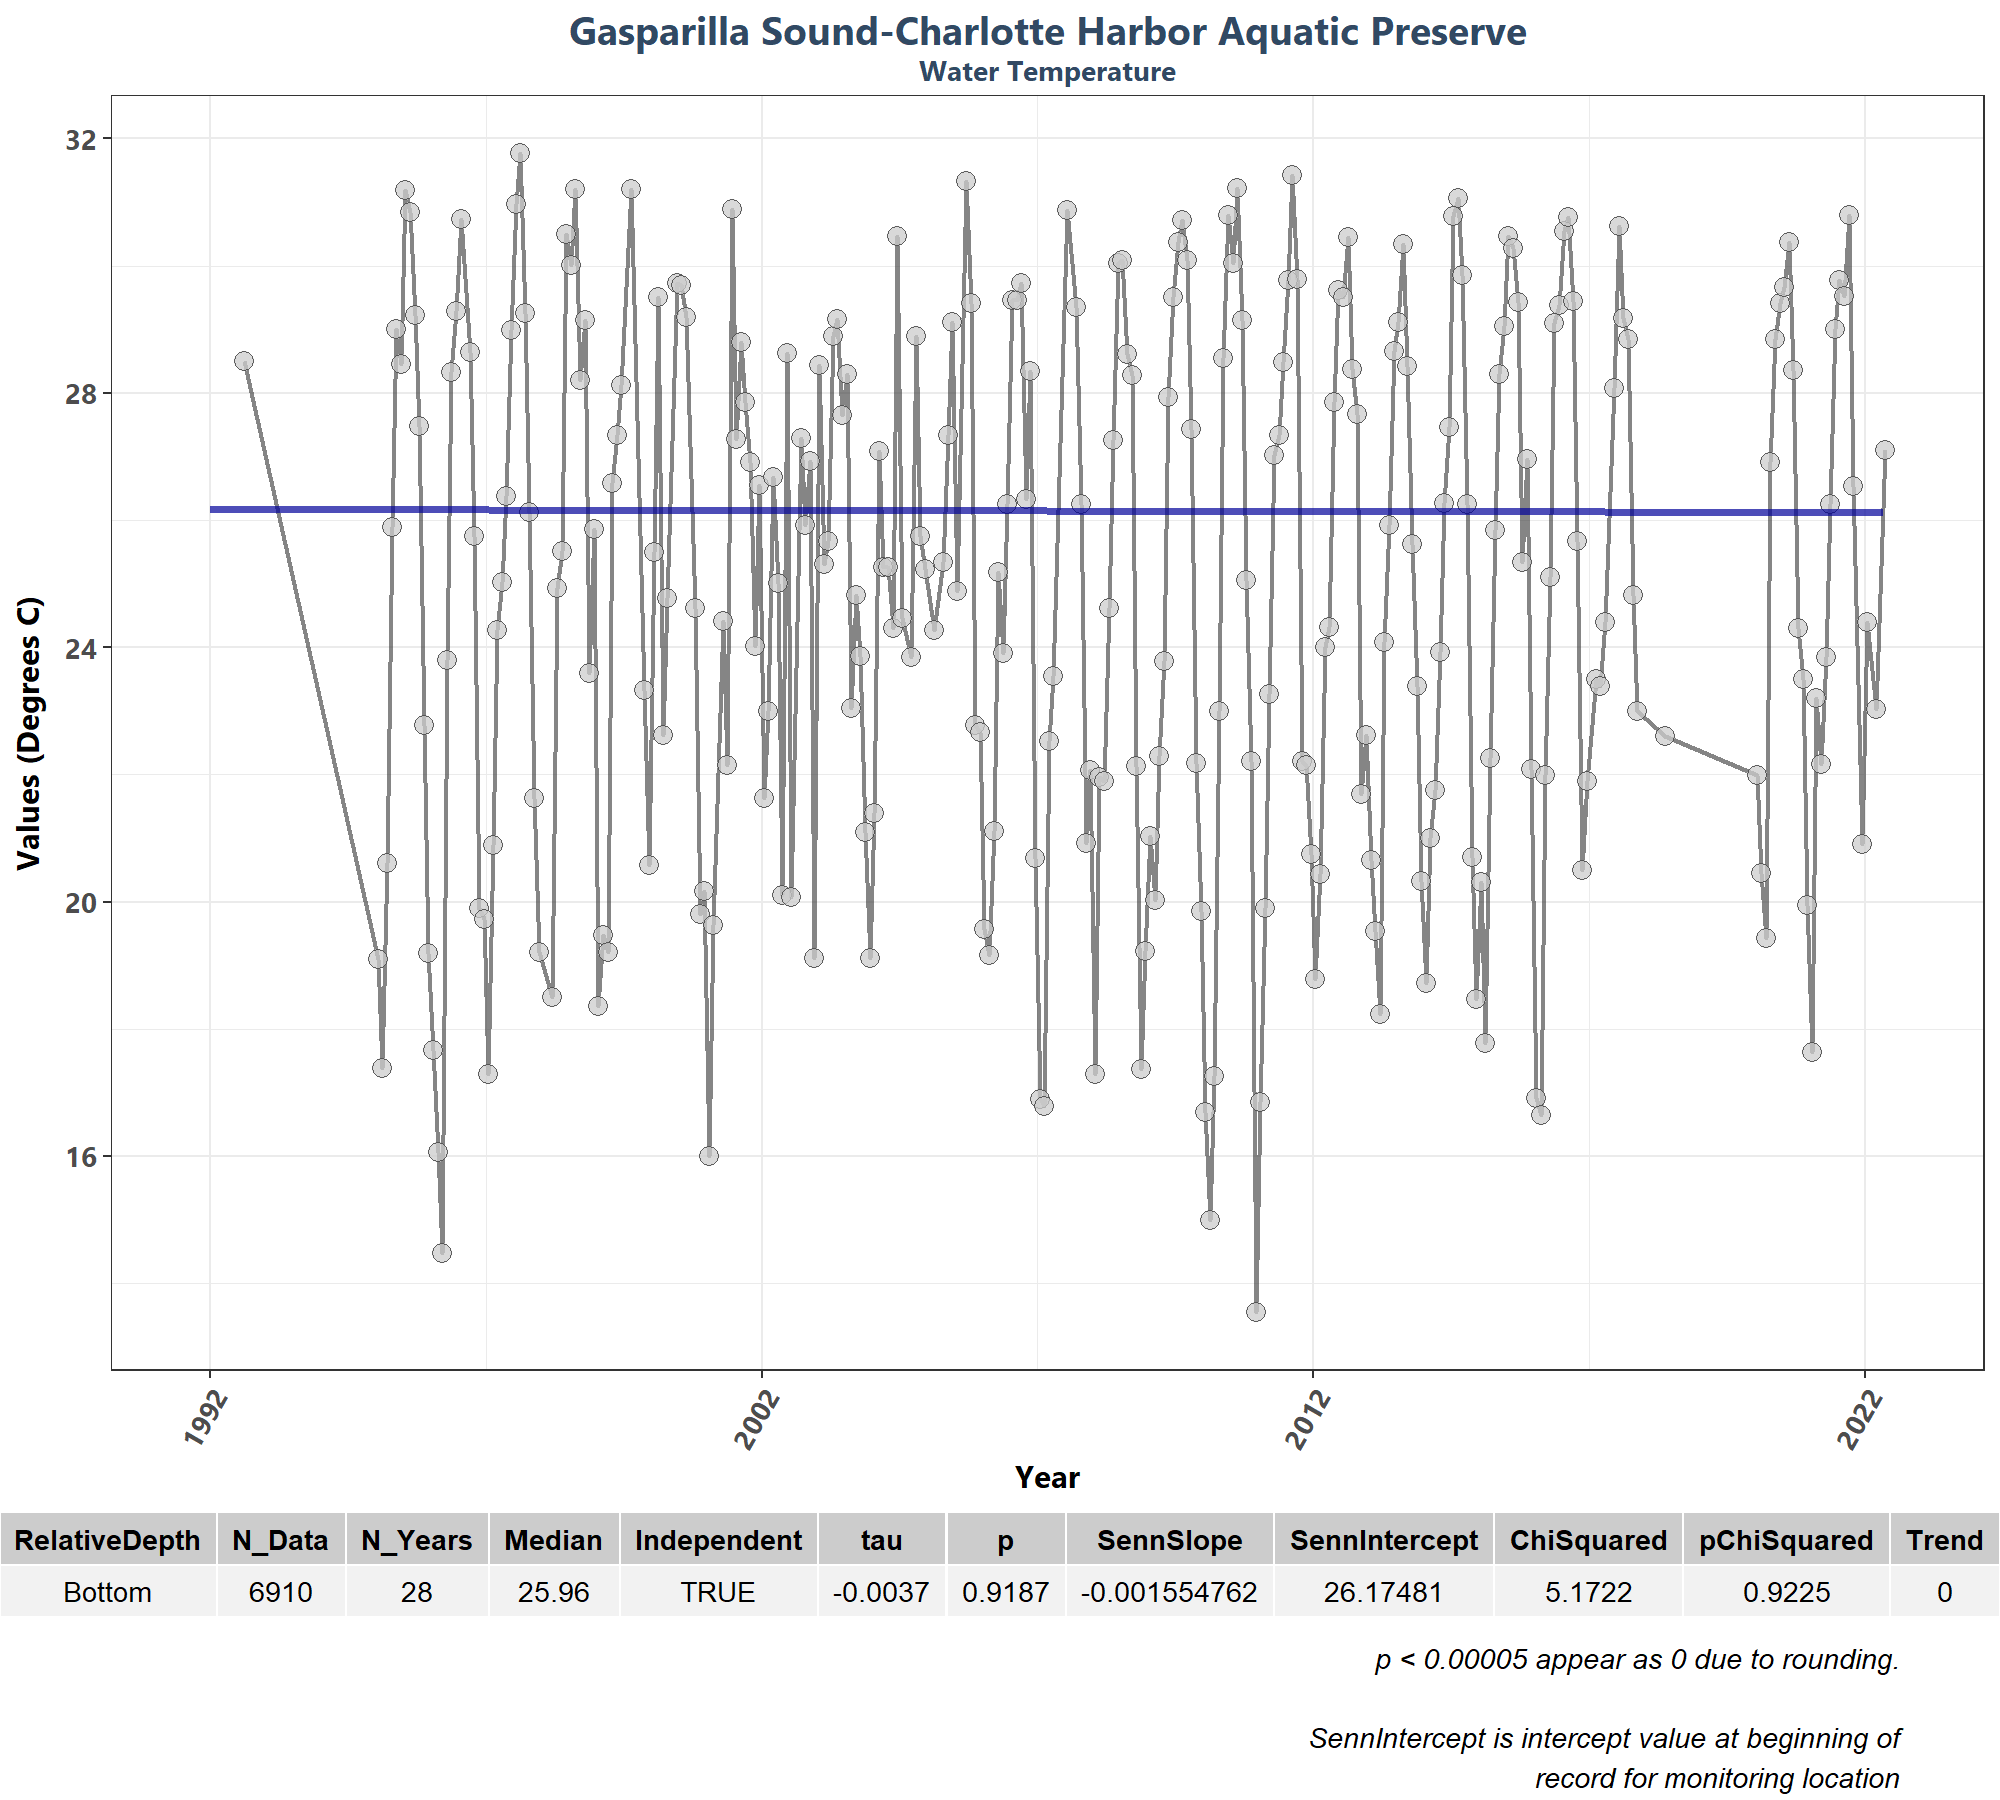 Gasparilla Sound-Charlotte Harbor Aquatic Preserve
Water Temperature
32
28
24
20
16
Values (Degrees C)
1992
2002
2012
2022
Year
RelativeDepth N_Data N_Years Median Independent tau p SennSlope SennIntercept ChiSquared pChiSquared Trend
Bottom 6910 28 25.96 TRUE -0.0037 0.9187 -0.001554762 26.17481 5.1722 0.9225 0
p < 0.00005 appear as 0 due to rounding.
SennIntercept is intercept value at beginning of
record for monitoring location